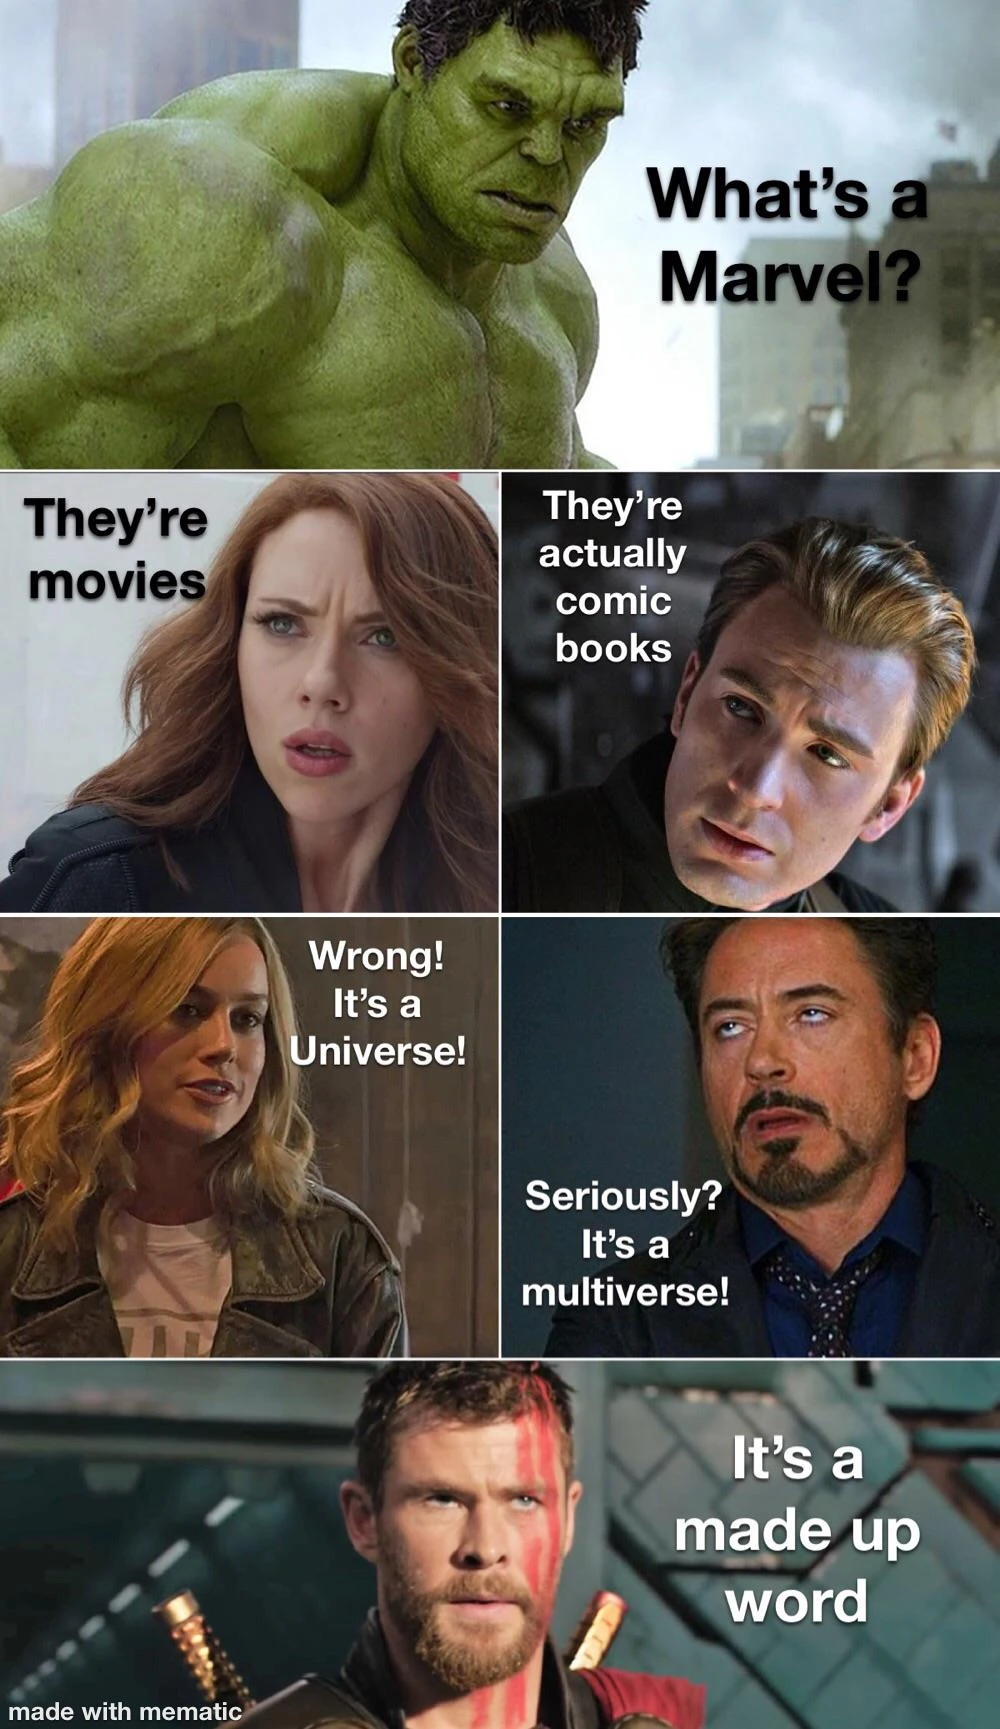 What’s a
Marvel?
They’re
movies
They’re
actually
comic
books
Wrong!
It’s a
Universe!
Seriously?
It’s a
multiverse!
It’s a
made up
word
made with mematic